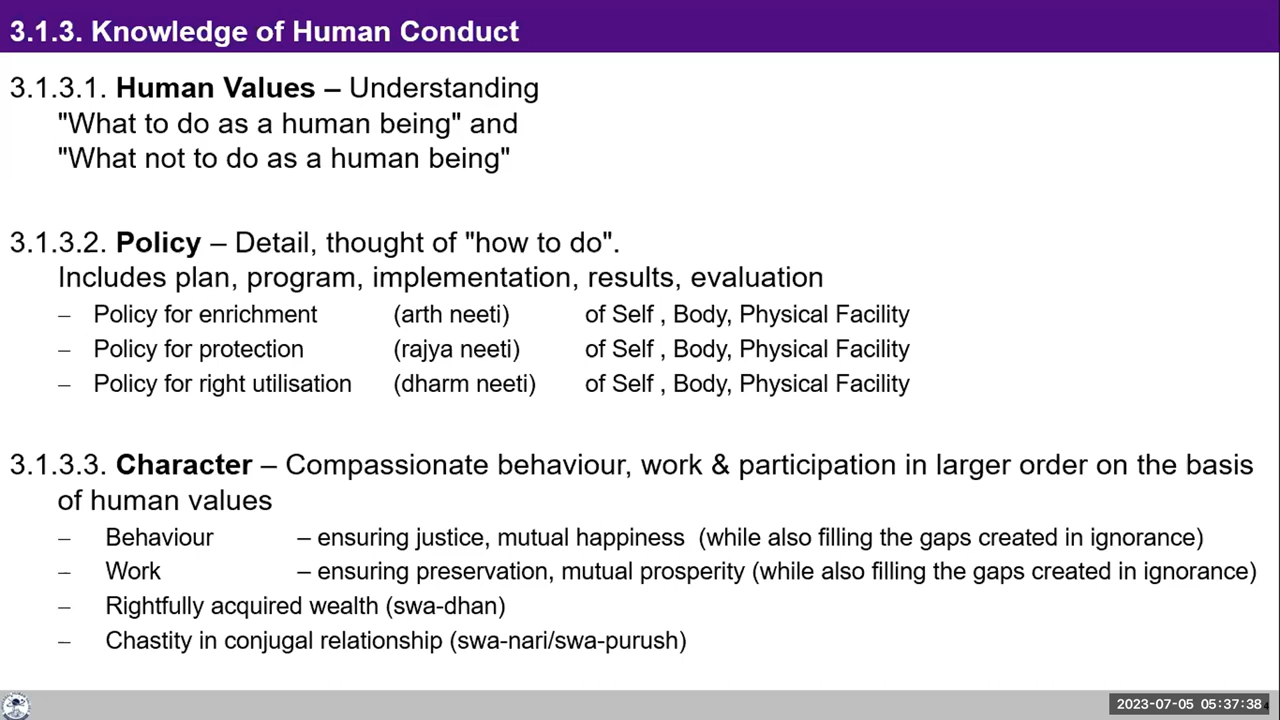 3.1.3. Knowledge of Human Conduct
3.1.3.1. Human Values – Understanding
"What to do as a human being" and
"What not to do as a human being"
3.1.3.2. Policy – Detail, thought of "how to do".
Includes plan, program, implementation, results, evaluation
– Policy for enrichment (arth neeti) of Self , Body, Physical Facility
– Policy for protection (rajya neeti) of Self , Body, Physical Facility
– Policy for right utilisation (dharm neeti) of Self , Body, Physical Facility
3.1.3.3. Character – Compassionate behaviour, work & participation in larger order on the basis
of human values
– Behaviour – ensuring justice, mutual happiness (while also filling the gaps created in ignorance)
– Work – ensuring preservation, mutual prosperity (while also filling the gaps created in ignorance)
– Rightfully acquired wealth (swa-dhan)
– Chastity in conjugal relationship (swa-nari/swa-purush)
2023-07-05 05:37:38